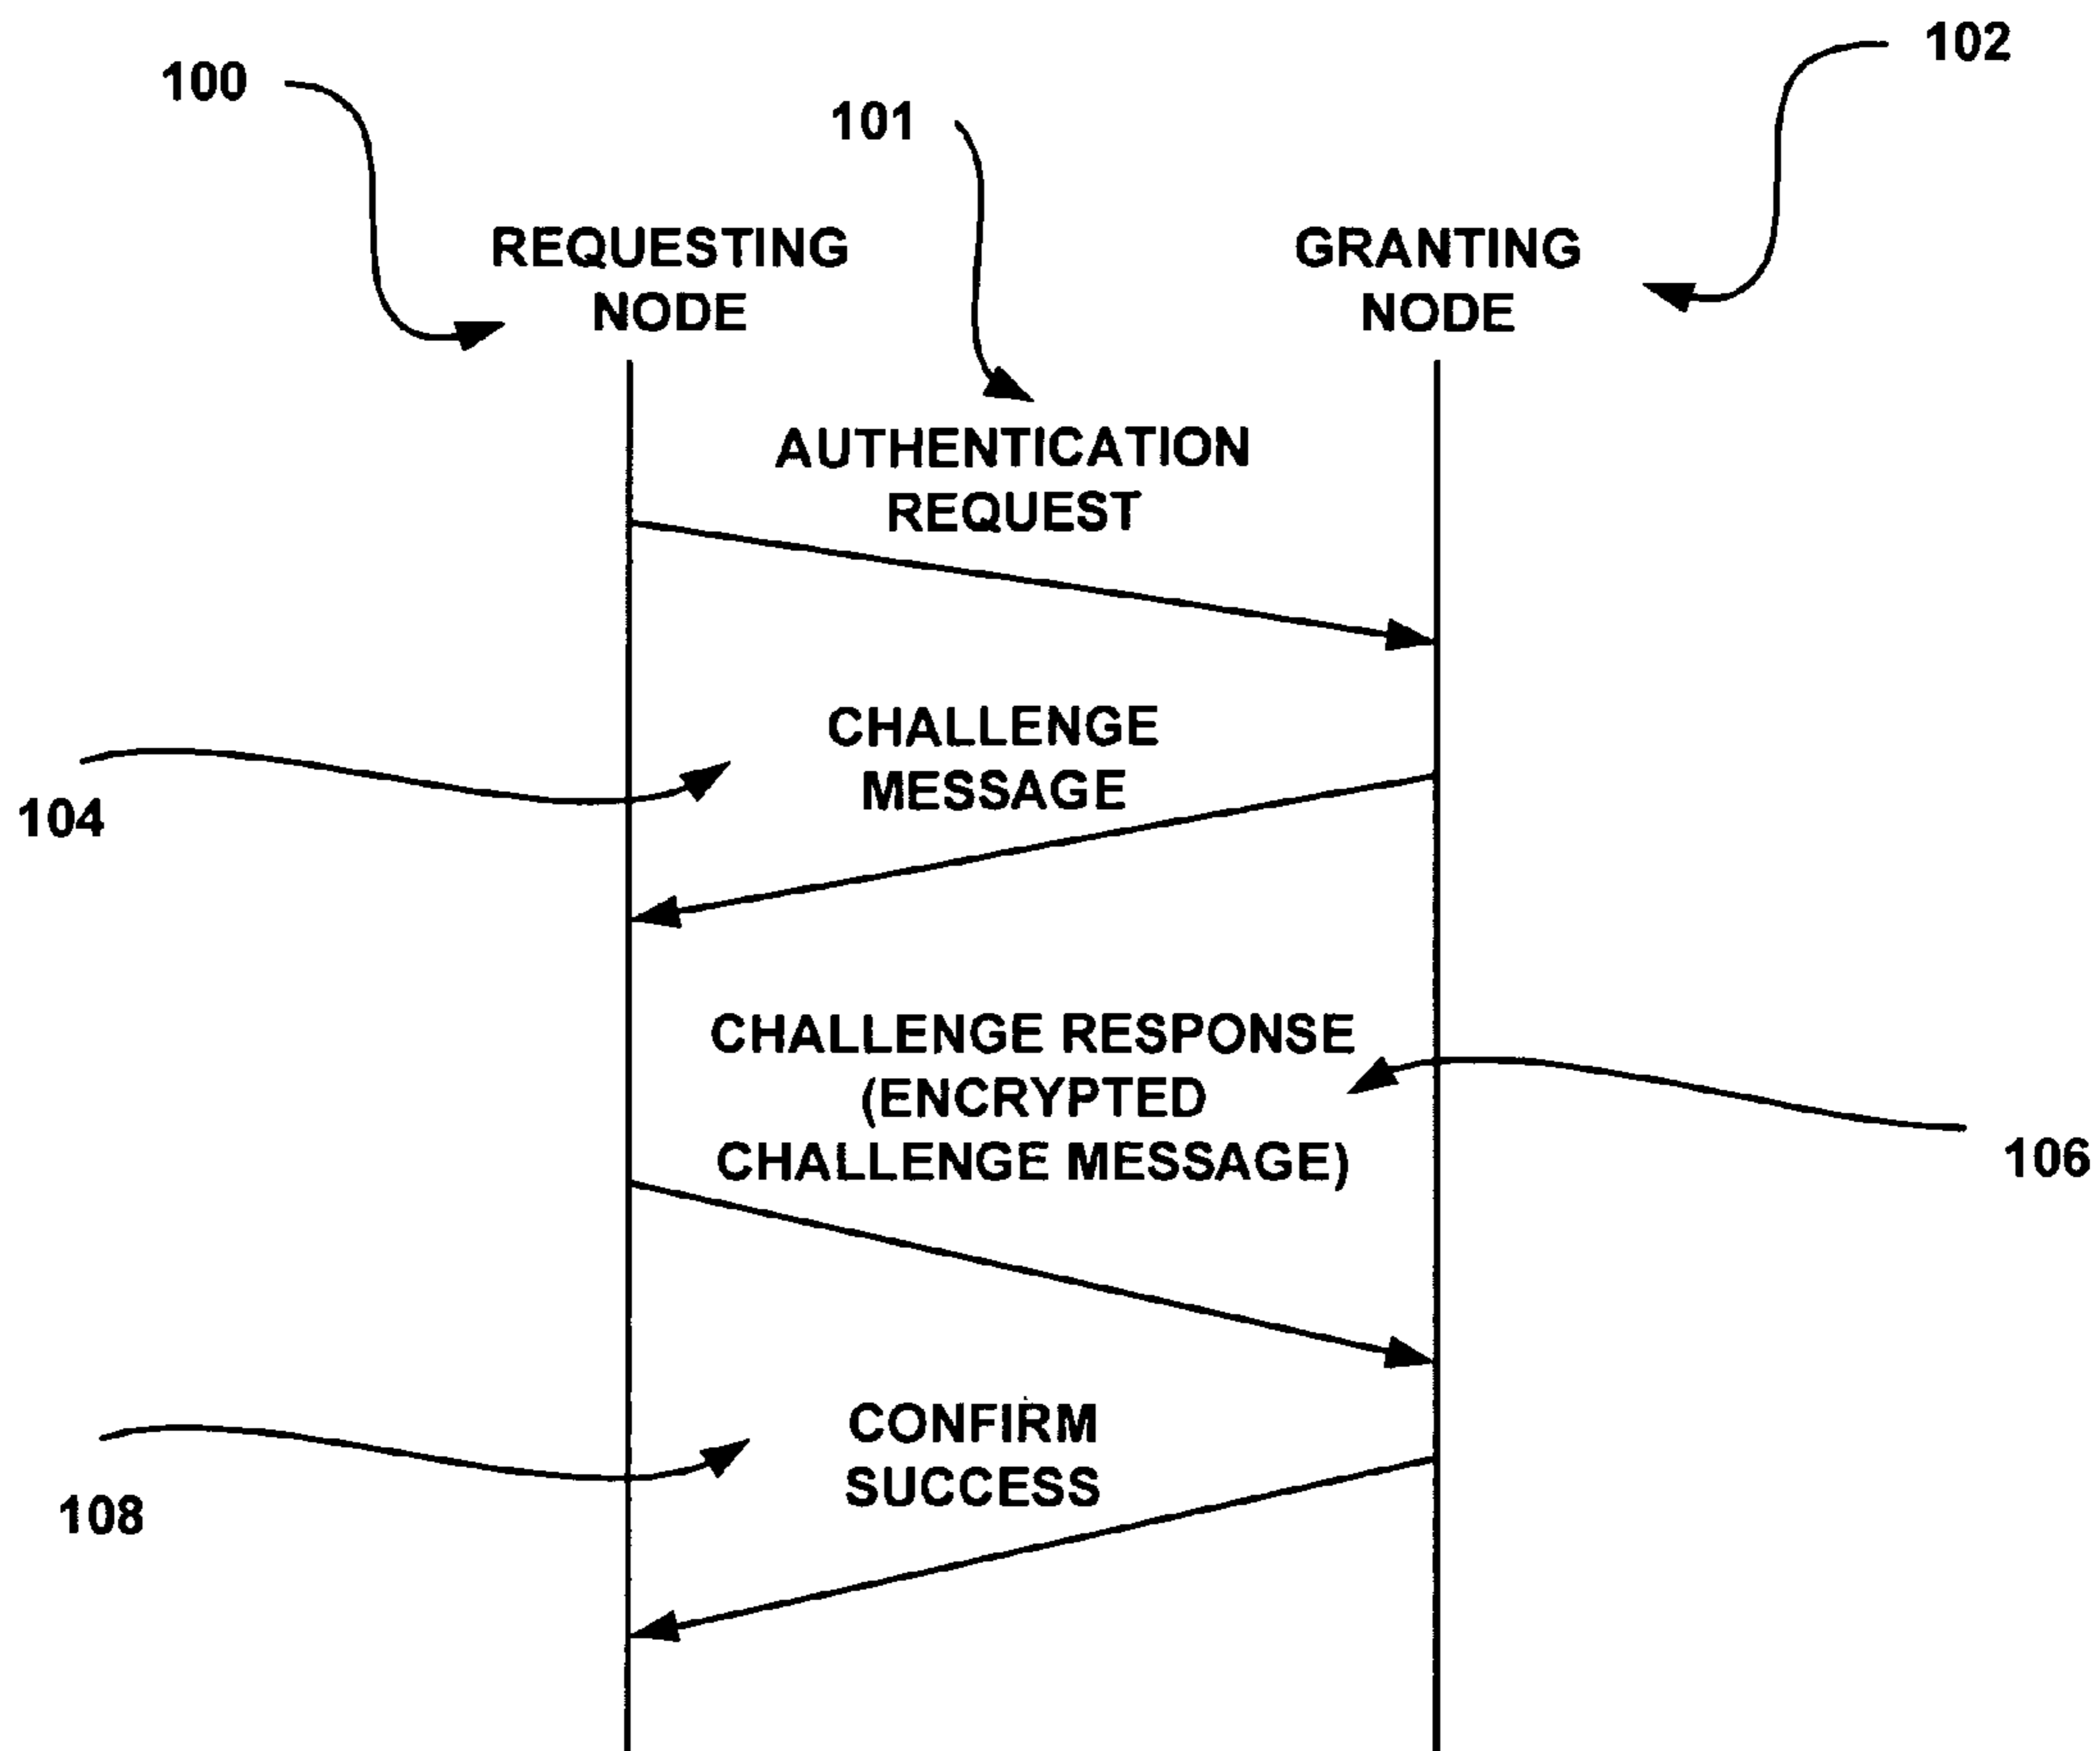 102
100
101
REQUESTING
NODE
GRANTING
NODE
AUTHENTICATION
REQUEST
CHALLENGE
MESSAGE
104
CHALLENGE RESPONSE
(ENCRYPTED
CHALLENGE MESSAGE)
106
CONFIRM
SUCCESS
108